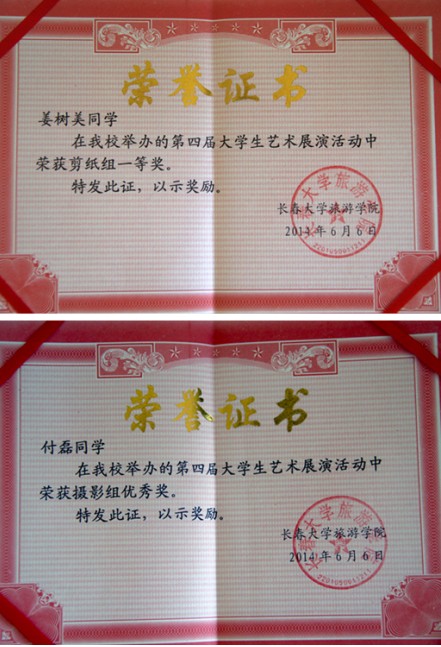 荣誉证书
姜树美同学
在我校举办的第四届大学生艺术展演活动中
荣获剪纸组一等奖。
特发此证，以示奖励。
长春大学旅游学院
2014年6月6日
荣誉证书
付磊同学
在我校举办的第四届大学生艺术展演活动中
荣获摄影组优秀奖。
特发此证，以示奖励。
长春大学旅游学院
2014年6月6日